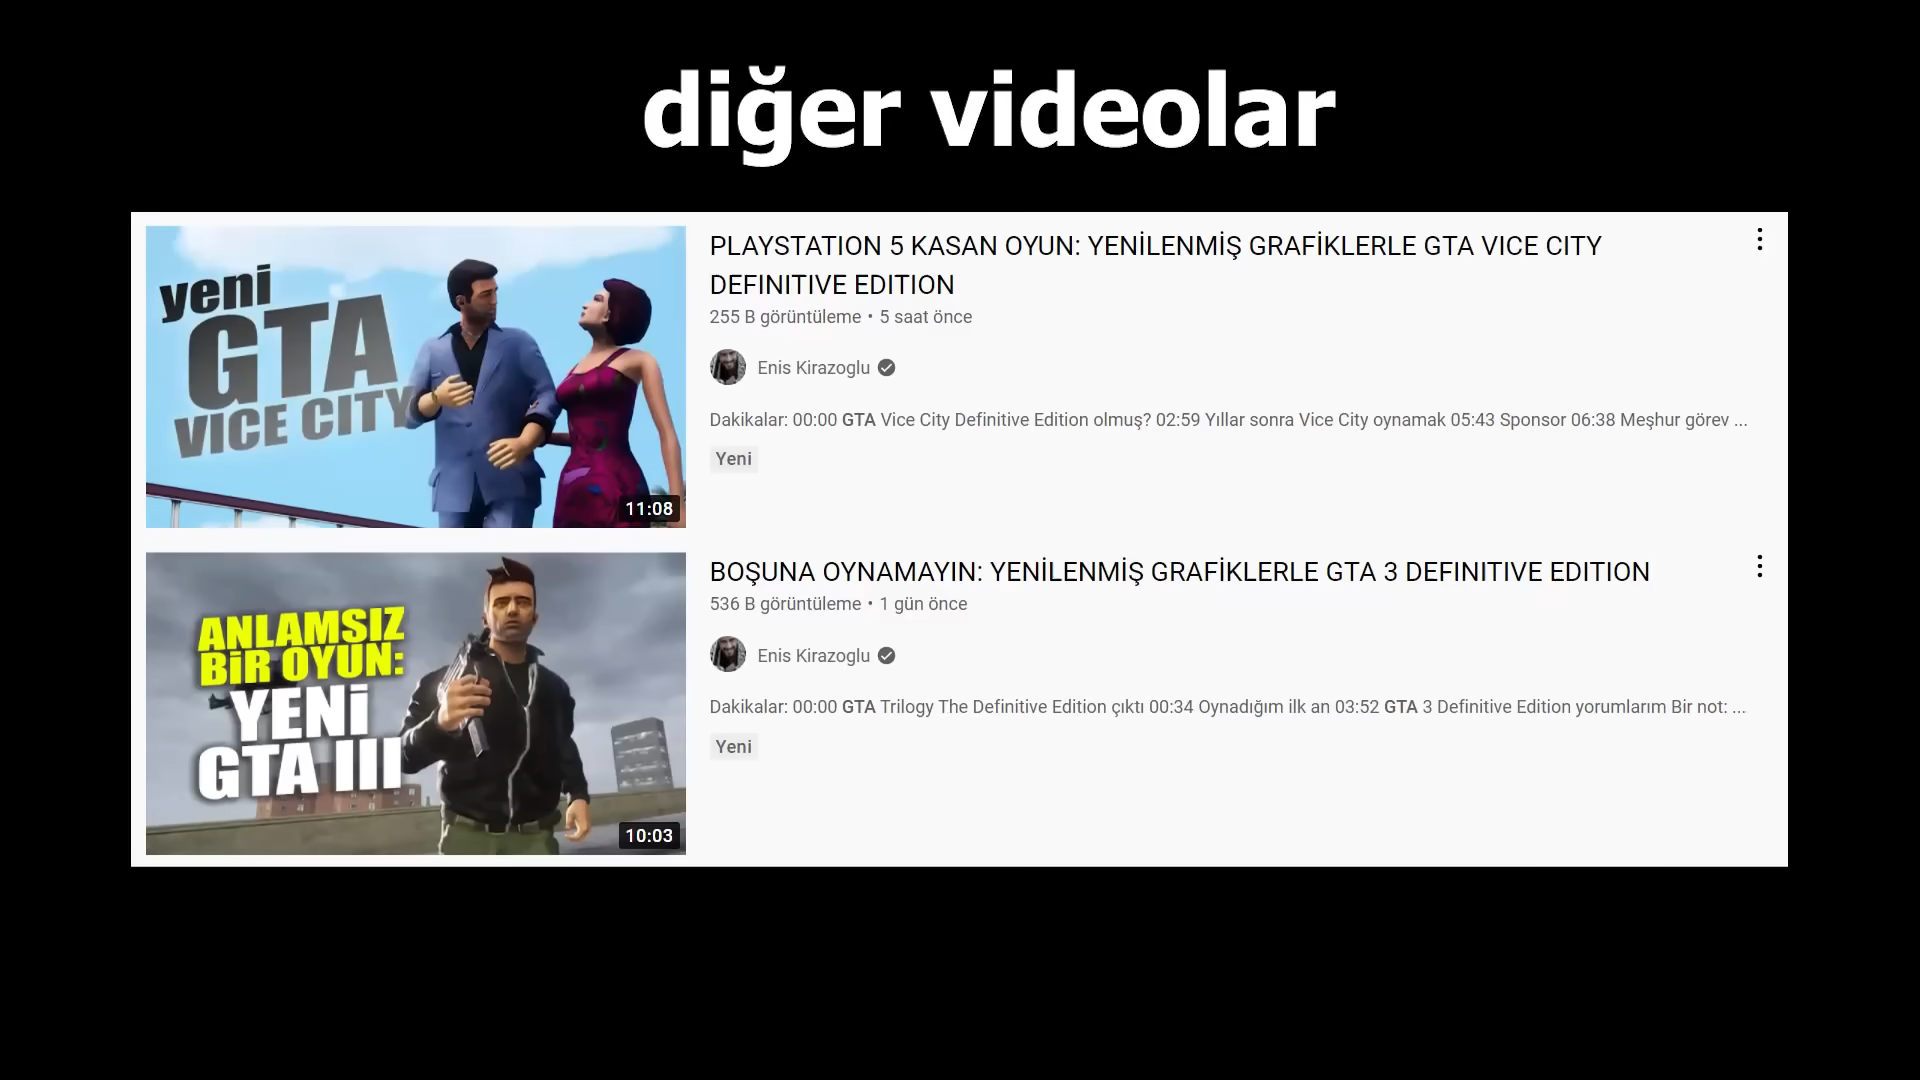 diğer videolar
yeni
GTA
VICE CITY
11:08
PLAYSTATION 5 KASAN OYUN: YENİLENMİŞ GRAFİKLERLE GTA VICE CITY
DEFINITIVE EDITION
255 B görüntüleme • 5 saat önce
Enis Kirazoglu
Dakikalar: 00:00 GTA Vice City Definitive Edition olmuş? 02:59 Yıllar sonra Vice City oynamak 05:43 Sponsor 06:38 Meşhur görev ...
Yeni
ANLAMSIZ
BiR OYUN:
YENi
GTA III
10:03
BOŞUNA OYNAMAYIN: YENİLENMİŞ GRAFİKLERLE GTA 3 DEFINITIVE EDITION
536 B görüntüleme • 1 gün önce
Enis Kirazoglu
Dakikalar: 00:00 GTA Trilogy The Definitive Edition çıktı 00:34 Oynadığım ilk an 03:52 GTA 3 Definitive Edition yorumlarım Bir not: ...
Yeni